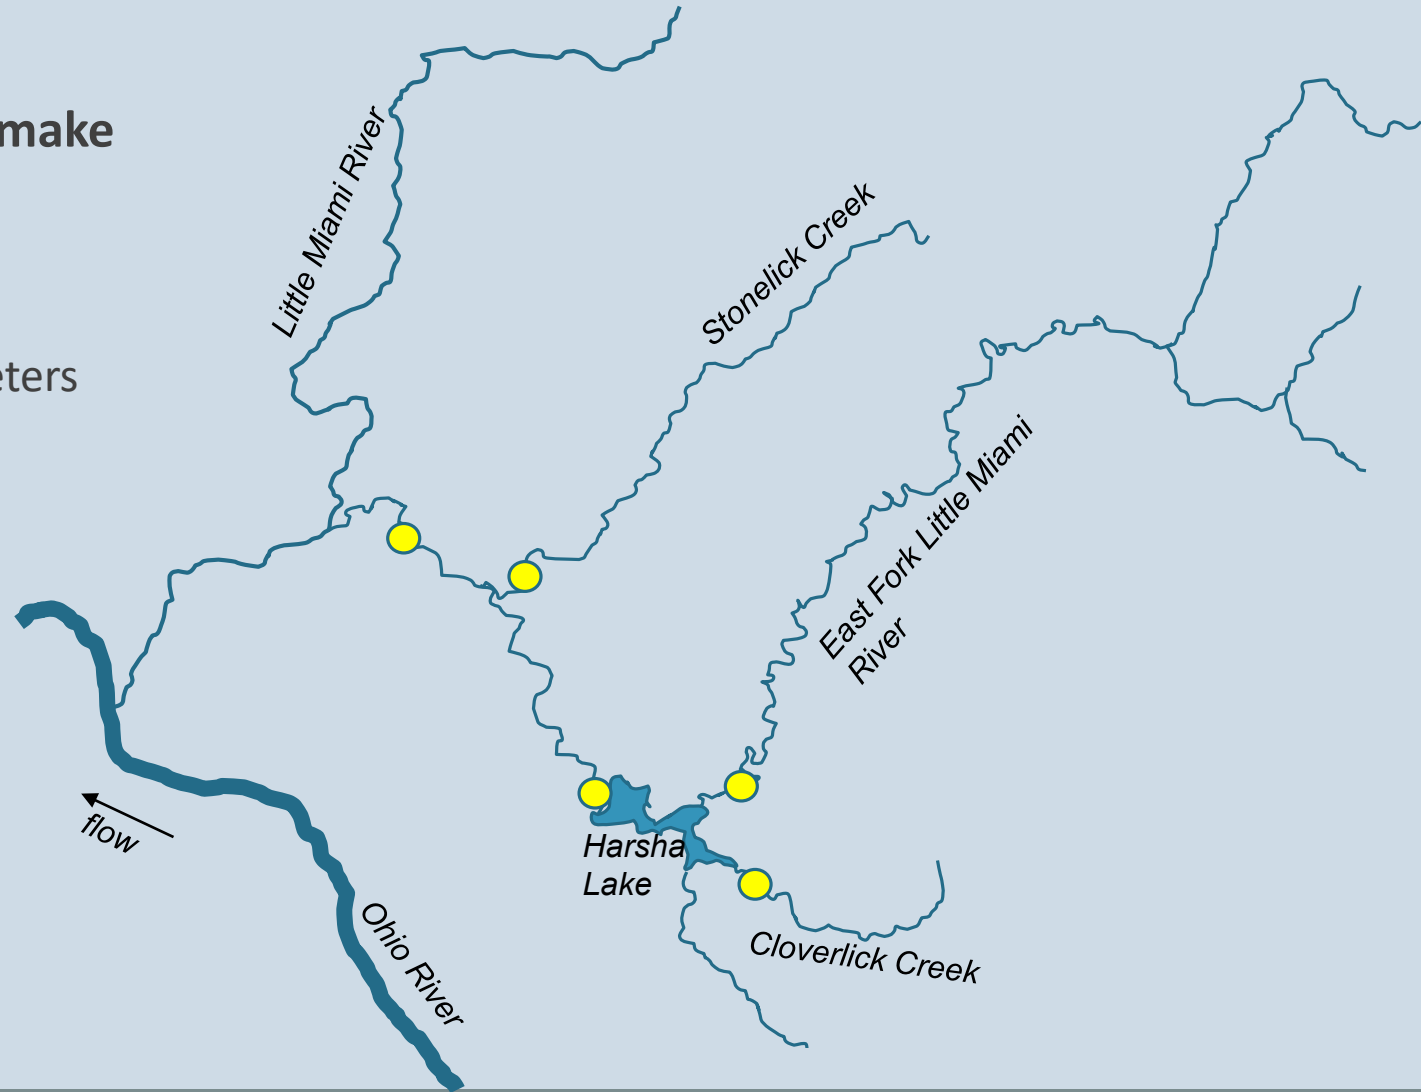 make
eters
Little Miami River
Stonelick Creek
East Fork Little Miami
River
Harsha
Lake
flow
Ohio River
Cloverlick Creek